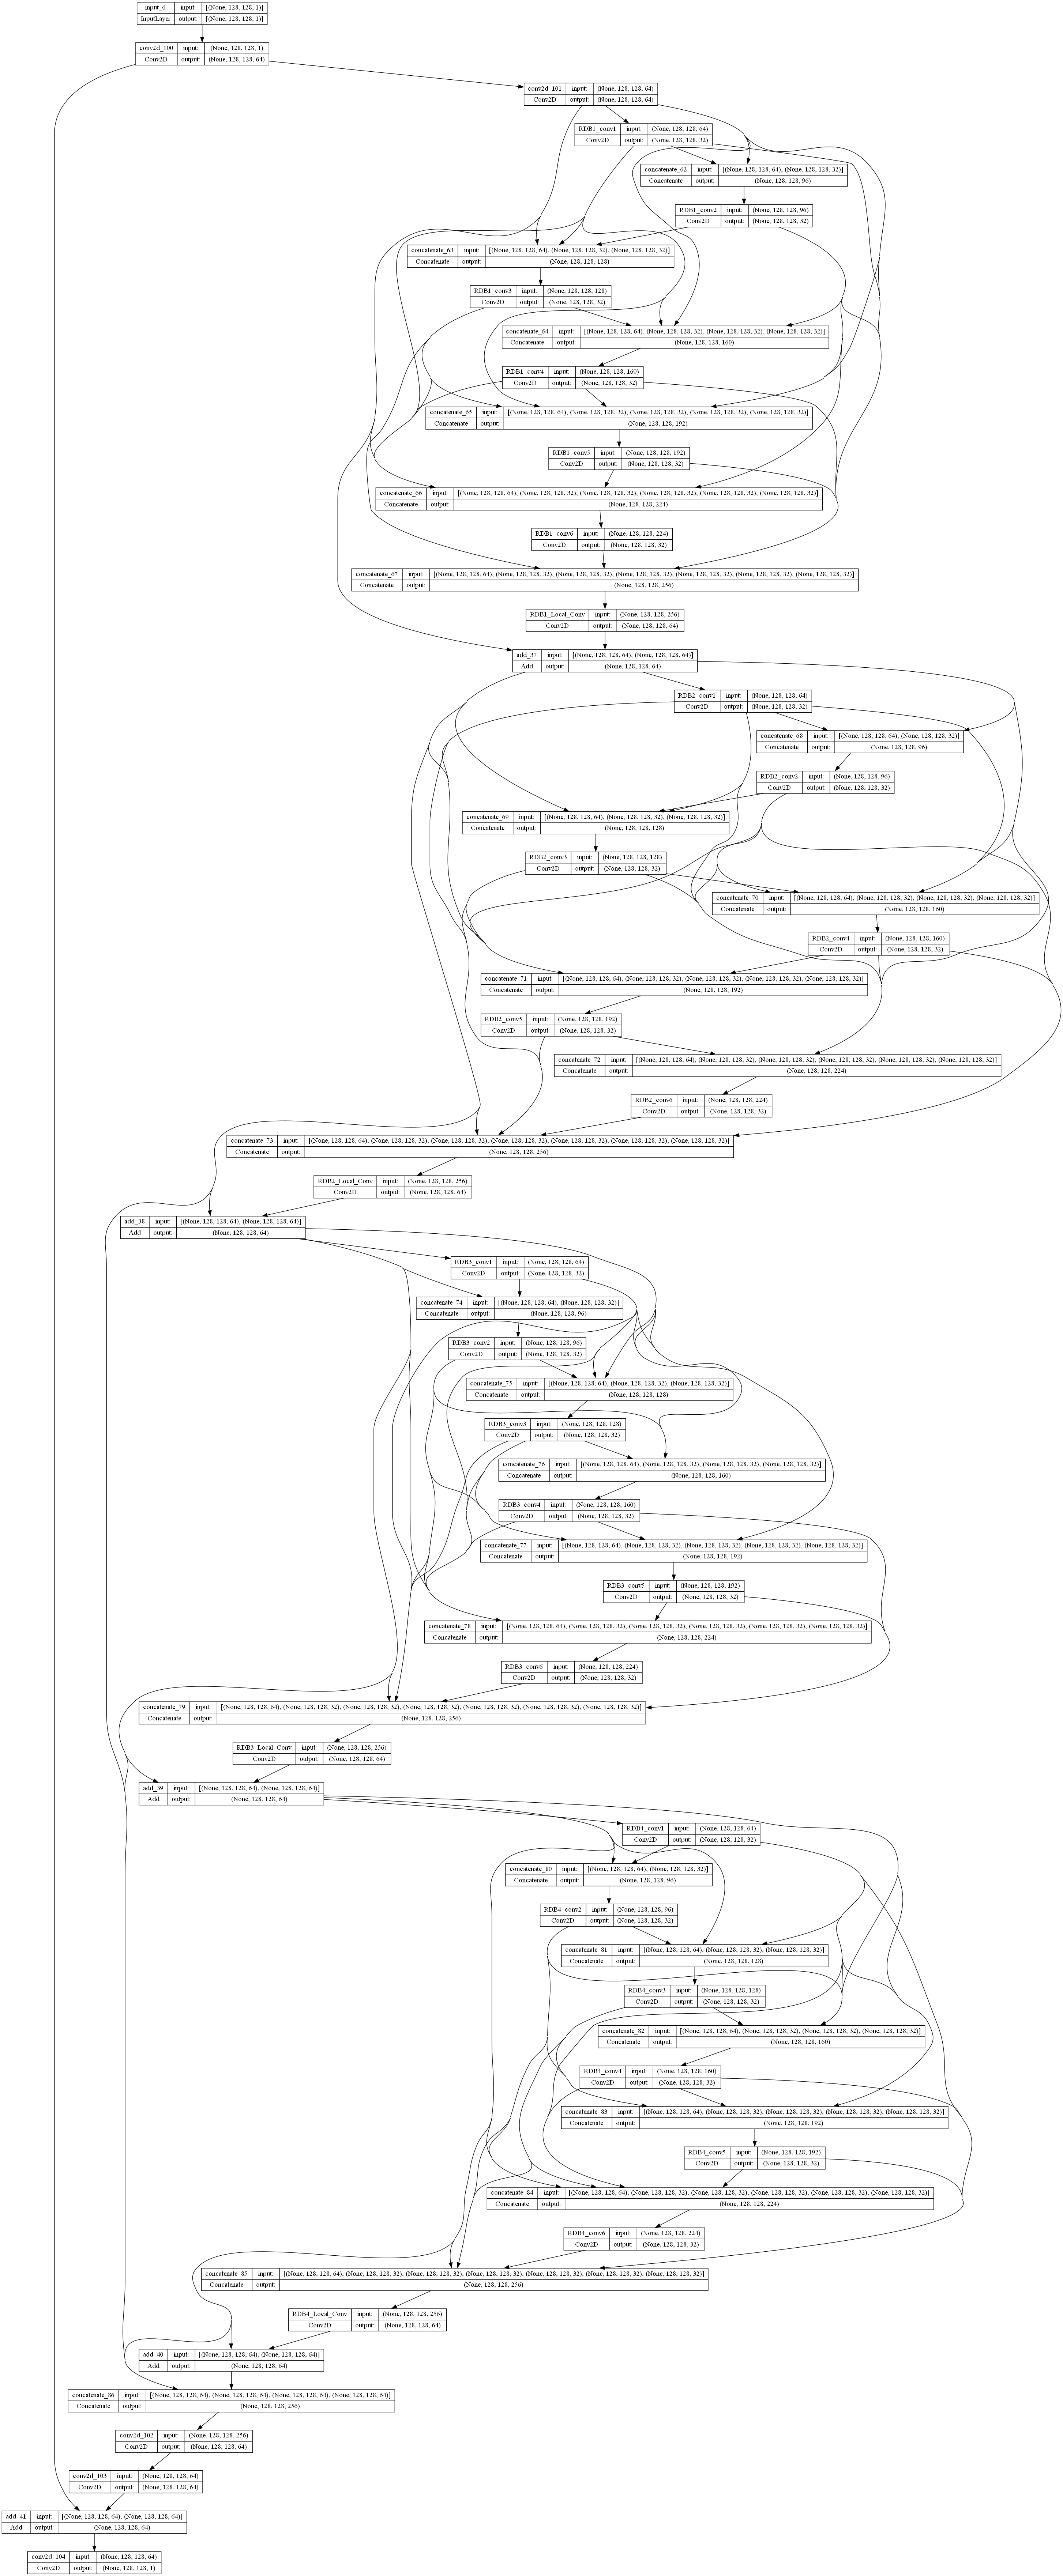 input_6 input: [(None, 128, 128, 1)]
InputLayer output: [(None, 128, 128, 1)]
conv2d_100 input: (None, 128, 128, 1)
Conv2D output: (None, 128, 128, 64)
conv2d_101 input: (None, 128, 128, 64)
Conv2D output: (None, 128, 128, 64)
RDB1_conv1 input: (None, 128, 128, 64)
Conv2D output: (None, 128, 128, 32)
concatenate_62 input: [(None, 128, 128, 64), (None, 128, 128, 32)]
Concatenate output: (None, 128, 128, 96)
RDB1_conv2 input: (None, 128, 128, 96)
Conv2D output: (None, 128, 128, 32)
concatenate_63 input: [(None, 128, 128, 64), (None, 128, 128, 32), (None, 128, 128, 32)]
Concatenate output: (None, 128, 128, 128)
RDB1_conv3 input: (None, 128, 128, 128)
Conv2D output: (None, 128, 128, 32)
concatenate_64 input: [(None, 128, 128, 64), (None, 128, 128, 32), (None, 128, 128, 32), (None, 128, 128, 32)]
Concatenate output: (None, 128, 128, 160)
RDB1_conv4 input: (None, 128, 128, 160)
Conv2D output: (None, 128, 128, 32)
concatenate_65 input: [(None, 128, 128, 64), (None, 128, 128, 32), (None, 128, 128, 32), (None, 128, 128, 32), (None, 128, 128, 32)]
Concatenate output: (None, 128, 128, 192)
RDB1_conv5 input: (None, 128, 128, 192)
Conv2D output: (None, 128, 128, 32)
concatenate_66 input: [(None, 128, 128, 64), (None, 128, 128, 32), (None, 128, 128, 32), (None, 128, 128, 32), (None, 128, 128, 32), (None, 128, 128, 32)]
Concatenate output: (None, 128, 128, 224)
RDB1_conv6 input: (None, 128, 128, 224)
Conv2D output: (None, 128, 128, 32)
concatenate_67 input: [(None, 128, 128, 64), (None, 128, 128, 32), (None, 128, 128, 32), (None, 128, 128, 32), (None, 128, 128, 32), (None, 128, 128, 32), (None, 128, 128, 32)]
Concatenate output: (None, 128, 128, 256)
RDB1_Local_Conv input: (None, 128, 128, 256)
Conv2D output: (None, 128, 128, 64)
add_37 input: [(None, 128, 128, 64), (None, 128, 128, 64)]
Add output: (None, 128, 128, 64)
RDB2_conv1 input: (None, 128, 128, 64)
Conv2D output: (None, 128, 128, 32)
concatenate_68 input: [(None, 128, 128, 64), (None, 128, 128, 32)]
Concatenate output: (None, 128, 128, 96)
RDB2_conv2 input: (None, 128, 128, 96)
Conv2D output: (None, 128, 128, 32)
concatenate_69 input: [(None, 128, 128, 64), (None, 128, 128, 32), (None, 128, 128, 32)]
Concatenate output: (None, 128, 128, 128)
RDB2_conv3 input: (None, 128, 128, 128)
Conv2D output: (None, 128, 128, 32)
concatenate_70 input: [(None, 128, 128, 64), (None, 128, 128, 32), (None, 128, 128, 32), (None, 128, 128, 32)]
Concatenate output: (None, 128, 128, 160)
RDB2_conv4 input: (None, 128, 128, 160)
Conv2D output: (None, 128, 128, 32)
concatenate_71 input: [(None, 128, 128, 64), (None, 128, 128, 32), (None, 128, 128, 32), (None, 128, 128, 32), (None, 128, 128, 32)]
Concatenate output: (None, 128, 128, 192)
RDB2_conv5 input: (None, 128, 128, 192)
Conv2D output: (None, 128, 128, 32)
concatenate_72 input: [(None, 128, 128, 64), (None, 128, 128, 32), (None, 128, 128, 32), (None, 128, 128, 32), (None, 128, 128, 32), (None, 128, 128, 32)]
Concatenate output: (None, 128, 128, 224)
RDB2_conv6 input: (None, 128, 128, 224)
Conv2D output: (None, 128, 128, 32)
concatenate_73 input: [(None, 128, 128, 64), (None, 128, 128, 32), (None, 128, 128, 32), (None, 128, 128, 32), (None, 128, 128, 32), (None, 128, 128, 32), (None, 128, 128, 32)]
Concatenate output: (None, 128, 128, 256)
RDB2_Local_Conv input: (None, 128, 128, 256)
Conv2D output: (None, 128, 128, 64)
add_38 input: [(None, 128, 128, 64), (None, 128, 128, 64)]
Add output: (None, 128, 128, 64)
RDB3_conv1 input: (None, 128, 128, 64)
Conv2D output: (None, 128, 128, 32)
concatenate_74 input: [(None, 128, 128, 64), (None, 128, 128, 32)]
Concatenate output: (None, 128, 128, 96)
RDB3_conv2 input: (None, 128, 128, 96)
Conv2D output: (None, 128, 128, 32)
concatenate_75 input: [(None, 128, 128, 64), (None, 128, 128, 32), (None, 128, 128, 32)]
Concatenate output: (None, 128, 128, 128)
RDB3_conv3 input: (None, 128, 128, 128)
Conv2D output: (None, 128, 128, 32)
concatenate_76 input: [(None, 128, 128, 64), (None, 128, 128, 32), (None, 128, 128, 32), (None, 128, 128, 32)]
Concatenate output: (None, 128, 128, 160)
RDB3_conv4 input: (None, 128, 128, 160)
Conv2D output: (None, 128, 128, 32)
concatenate_77 input: [(None, 128, 128, 64), (None, 128, 128, 32), (None, 128, 128, 32), (None, 128, 128, 32), (None, 128, 128, 32)]
Concatenate output: (None, 128, 128, 192)
RDB3_conv5 input: (None, 128, 128, 192)
Conv2D output: (None, 128, 128, 32)
concatenate_78 input: [(None, 128, 128, 64), (None, 128, 128, 32), (None, 128, 128, 32), (None, 128, 128, 32), (None, 128, 128, 32), (None, 128, 128, 32)]
Concatenate output: (None, 128, 128, 224)
RDB3_conv6 input: (None, 128, 128, 224)
Conv2D output: (None, 128, 128, 32)
concatenate_79 input: [(None, 128, 128, 64), (None, 128, 128, 32), (None, 128, 128, 32), (None, 128, 128, 32), (None, 128, 128, 32), (None, 128, 128, 32), (None, 128, 128, 32)]
Concatenate output: (None, 128, 128, 256)
RDB3_Local_Conv input: (None, 128, 128, 256)
Conv2D output: (None, 128, 128, 64)
add_39 input: [(None, 128, 128, 64), (None, 128, 128, 64)]
Add output: (None, 128, 128, 64)
RDB4_conv1 input: (None, 128, 128, 64)
Conv2D output: (None, 128, 128, 32)
concatenate_80 input: [(None, 128, 128, 64), (None, 128, 128, 32)]
Concatenate output: (None, 128, 128, 96)
RDB4_conv2 input: (None, 128, 128, 96)
Conv2D output: (None, 128, 128, 32)
concatenate_81 input: [(None, 128, 128, 64), (None, 128, 128, 32), (None, 128, 128, 32)]
Concatenate output: (None, 128, 128, 128)
RDB4_conv3 input: (None, 128, 128, 128)
Conv2D output: (None, 128, 128, 32)
concatenate_82 input: [(None, 128, 128, 64), (None, 128, 128, 32), (None, 128, 128, 32), (None, 128, 128, 32)]
Concatenate output: (None, 128, 128, 160)
RDB4_conv4 input: (None, 128, 128, 160)
Conv2D output: (None, 128, 128, 32)
concatenate_83 input: [(None, 128, 128, 64), (None, 128, 128, 32), (None, 128, 128, 32), (None, 128, 128, 32), (None, 128, 128, 32)]
Concatenate output: (None, 128, 128, 192)
RDB4_conv5 input: (None, 128, 128, 192)
Conv2D output: (None, 128, 128, 32)
concatenate_84 input: [(None, 128, 128, 64), (None, 128, 128, 32), (None, 128, 128, 32), (None, 128, 128, 32), (None, 128, 128, 32), (None, 128, 128, 32)]
Concatenate output: (None, 128, 128, 224)
RDB4_conv6 input: (None, 128, 128, 224)
Conv2D output: (None, 128, 128, 32)
concatenate_85 input: [(None, 128, 128, 64), (None, 128, 128, 32), (None, 128, 128, 32), (None, 128, 128, 32), (None, 128, 128, 32), (None, 128, 128, 32), (None, 128, 128, 32)]
Concatenate output: (None, 128, 128, 256)
RDB4_Local_Conv input: (None, 128, 128, 256)
Conv2D output: (None, 128, 128, 64)
add_40 input: [(None, 128, 128, 64), (None, 128, 128, 64)]
Add output: (None, 128, 128, 64)
concatenate_86 input: [(None, 128, 128, 64), (None, 128, 128, 64), (None, 128, 128, 64), (None, 128, 128, 64)]
Concatenate output: (None, 128, 128, 256)
conv2d_102 input: (None, 128, 128, 256)
Conv2D output: (None, 128, 128, 64)
conv2d_103 input: (None, 128, 128, 64)
Conv2D output: (None, 128, 128, 64)
add_41 input: [(None, 128, 128, 64), (None, 128, 128, 64)]
Add output: (None, 128, 128, 64)
conv2d_104 input: (None, 128, 128, 64)
Conv2D output: (None, 128, 128, 1)